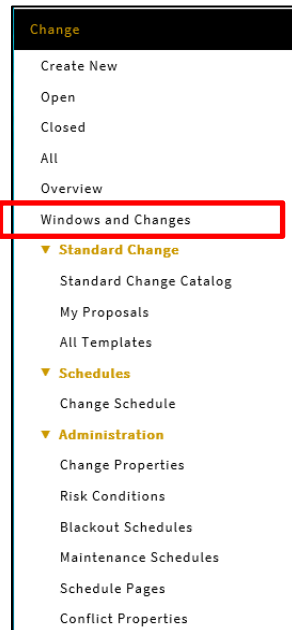 Change
Create New
Open
Closed
All
Overview
Windows and Changes
▼ Standard Change
Standard Change Catalog
My Proposals
All Templates
▼ Schedules
Change Schedule
▼ Administration
Change Properties
Risk Conditions
Blackout Schedules
Maintenance Schedules
Schedule Pages
Conflict Properties